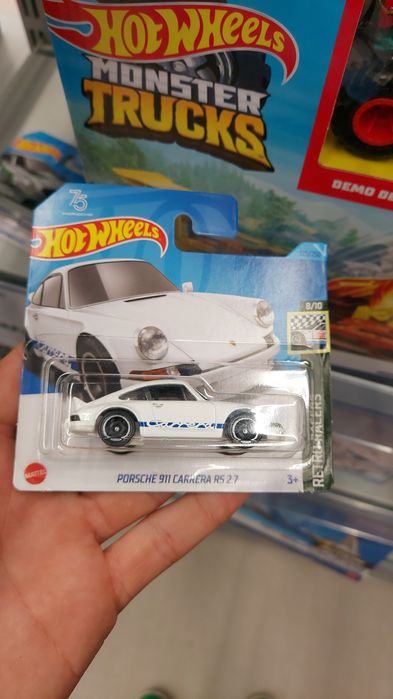 HOT WHEELS
MONSTER
TRUCKS
DEMO DE
75
HOT WHEELS
8/10
Carrera
RETRO RACERS
MATTEL
PORSCHE 911 CARRERA RS 2.7
3+